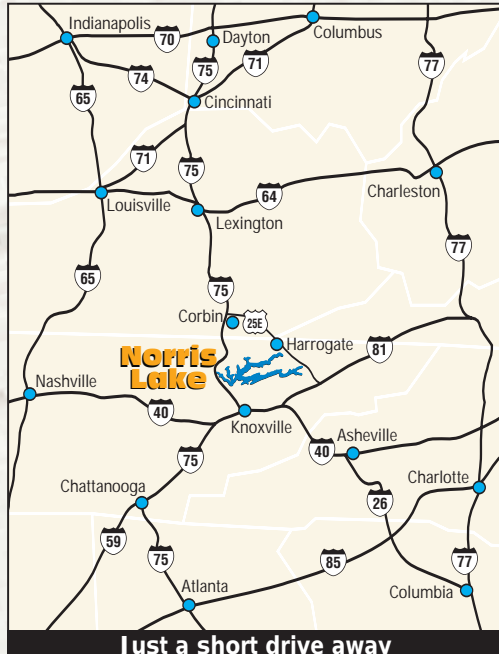 Indianapolis
70
Dayton
Columbus
74
75
71
77
65
Cincinnati
71
75
64
Charleston
Louisville
Lexington
77
65
75
Corbin
25E
Harrogate
81
Norris
Lake
Nashville
40
Knoxville
40
Asheville
75
Charlotte
Chattanooga
26
59
75
85
77
Atlanta
Columbia
Just a short drive away